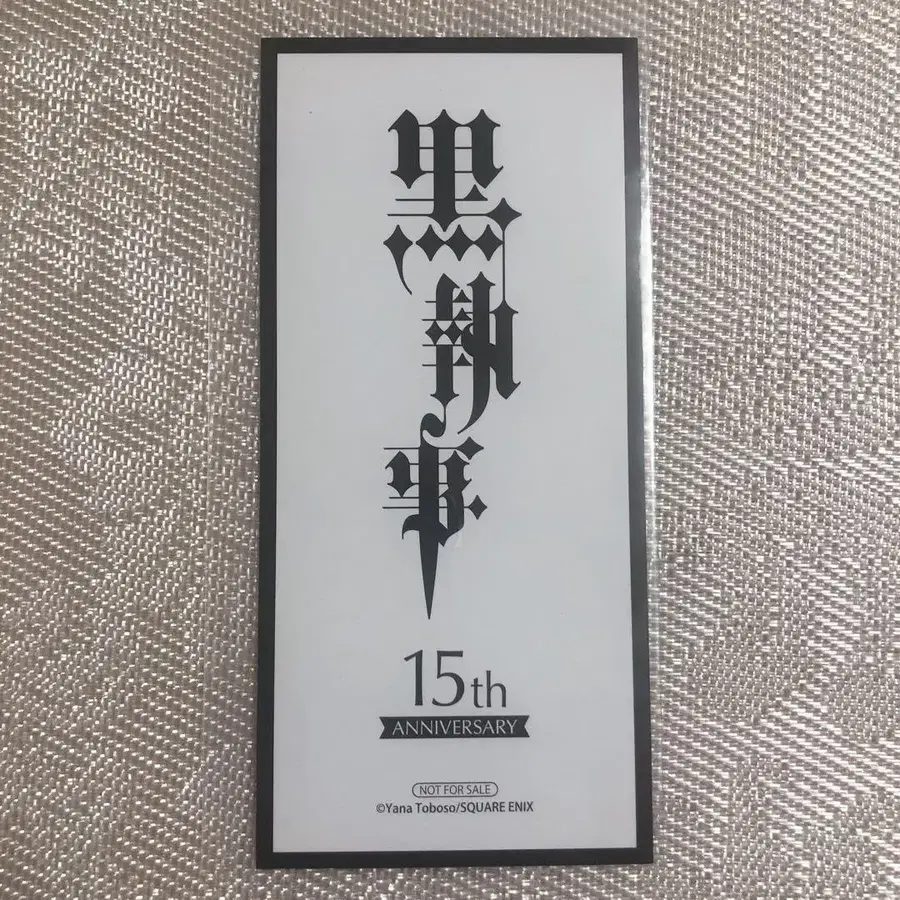 黒執事
15th
ANNIVERSARY
NOT FOR SALE
©Yana Toboso/SQUARE ENIX